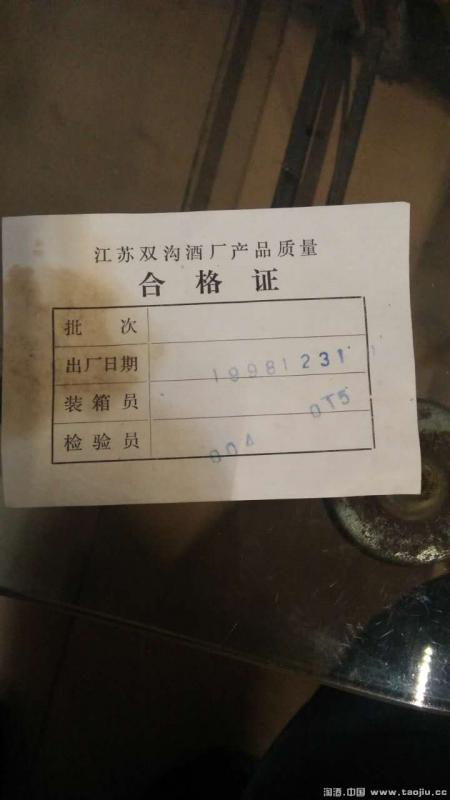 江苏双沟酒厂产品质量
合格证
批次
出厂日期 19981231
装箱员 015
检验员 004
淘酒.中国 www.taojiu.cc